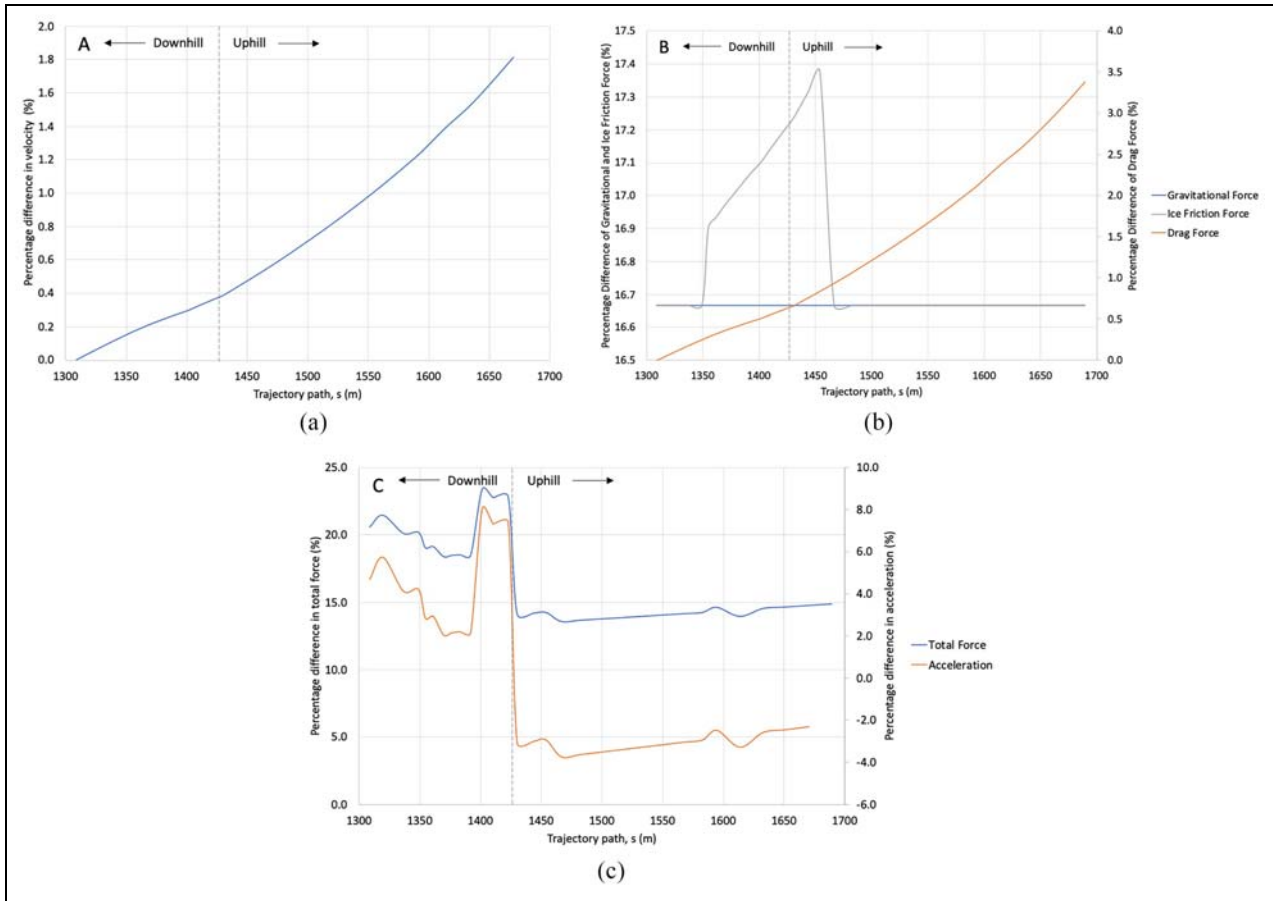 A
Downhill Uphill
Percentage difference in velocity (%)
2.0
1.8
1.6
1.4
1.2
1.0
0.8
0.6
0.4
0.2
0.0
1300 1350 1400 1450 1500 1550 1600 1650 1700
Trajectory path, s (m)
(a)
B
Downhill Uphill
Percentage Difference of Gravitational and Ice Friction Force (%)
17.5
17.4
17.3
17.2
17.1
17.0
16.9
16.8
16.7
16.6
16.5
4.0
3.5
3.0
2.5
2.0
1.5
1.0
0.5
0.0
Percentage Difference of Drag Force (%)
Gravitational Force
Ice Friction Force
Drag Force
1300 1350 1400 1450 1500 1550 1600 1650 1700
Trajectory path, s (m)
(b)
C
Downhill Uphill
Percentage difference in total force (%)
25.0
20.0
15.0
10.0
5.0
0.0
10.0
8.0
6.0
4.0
2.0
0.0
-2.0
-4.0
-6.0
Percentage difference in acceleration (%)
Total Force
Acceleration
1300 1350 1400 1450 1500 1550 1600 1650 1700
Trajectory path, s (m)
(c)